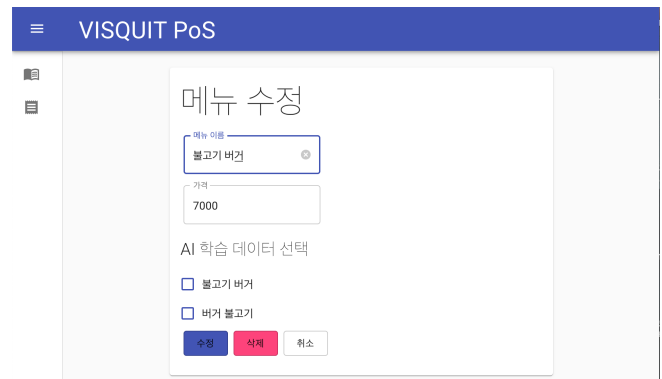 VISQUIT PoS
메뉴 수정
메뉴 이름
불고기 버거
가격
7000
AI 학습 데이터 선택
불고기 버거
버거 불고기
수정 삭제 취소